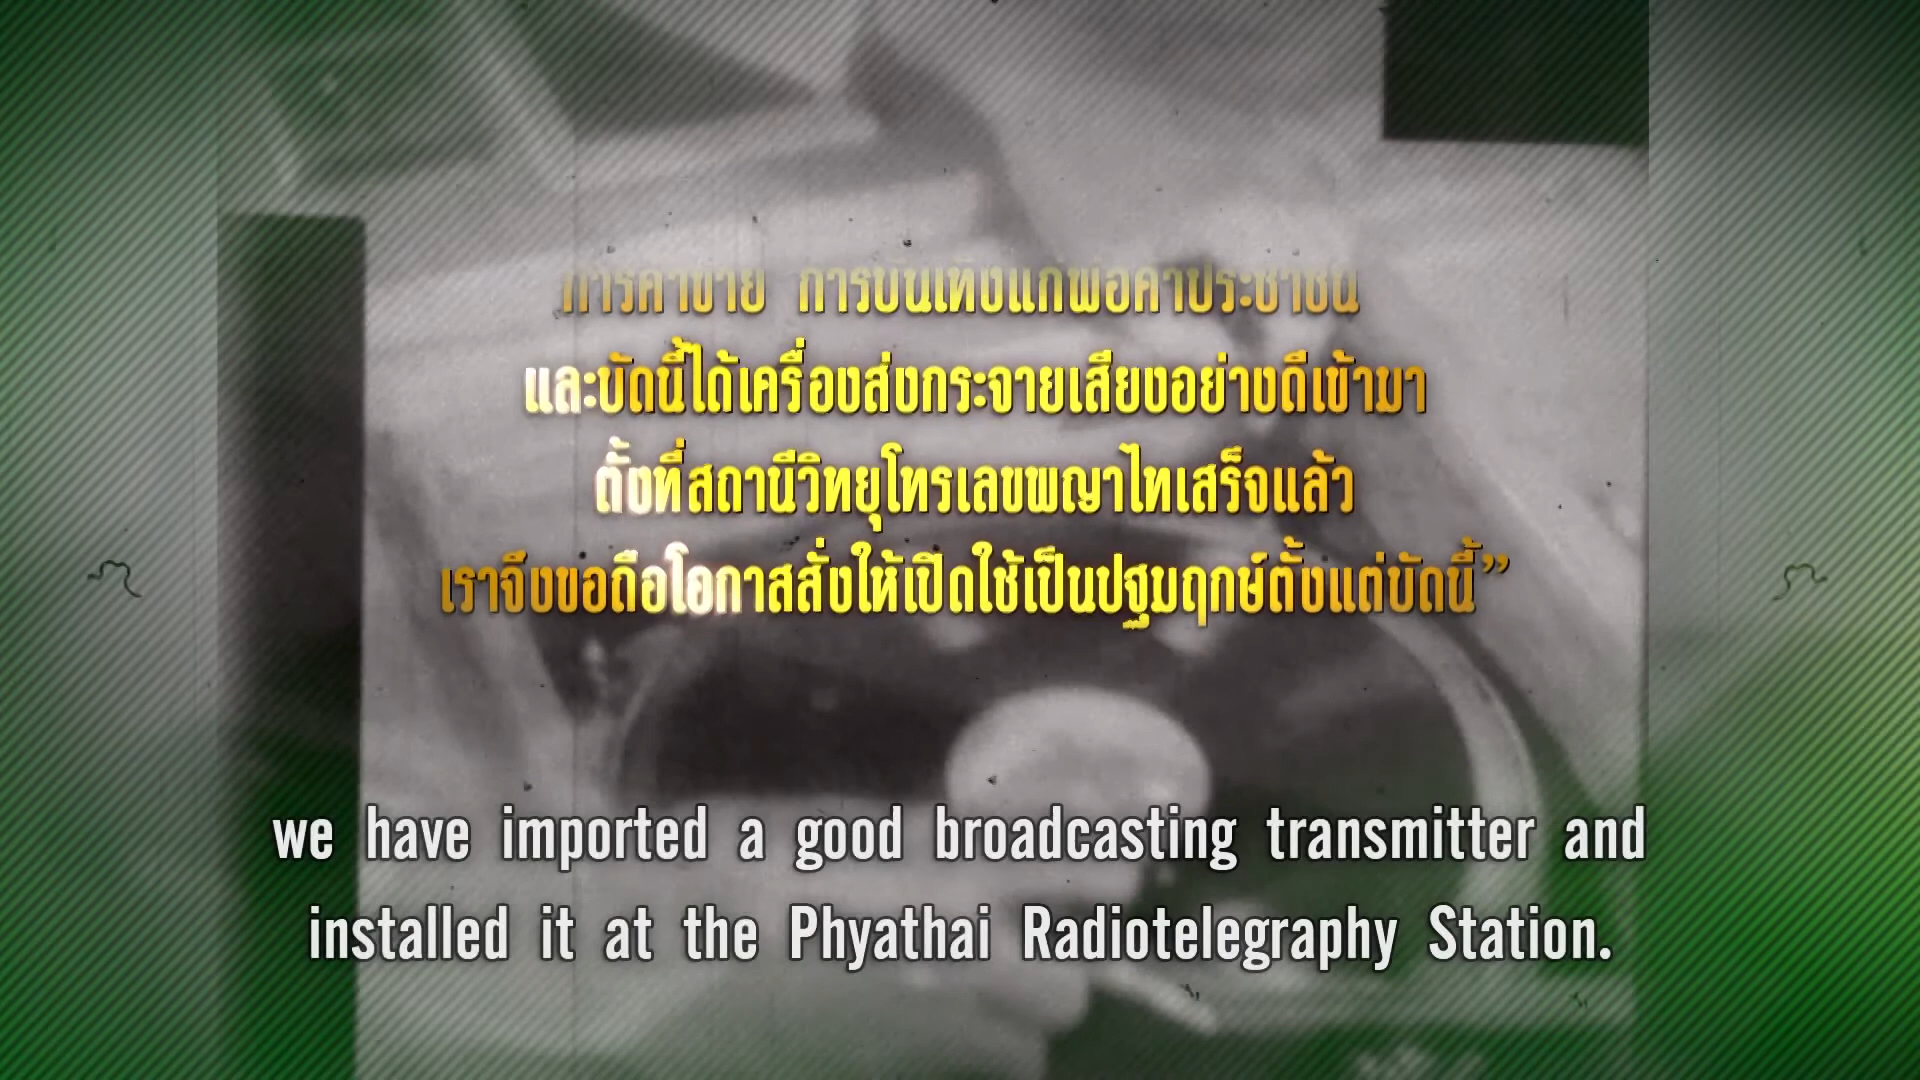 การค้าขาย การบันเทิงแก่พ่อค้าประชาชน
และบัดนี้ได้เครื่องส่งกระจายเสียงอย่างดีเข้ามา
ตั้งที่สถานีวิทยุโทรเลขพญาไทเสร็จแล้ว
เราจึงขอถือโอกาสสั่งให้เปิดใช้เป็นปฐมฤกษ์ตั้งแต่บัดนี้”
we have imported a good broadcasting transmitter and
installed it at the Phyathai Radiotelegraphy Station.